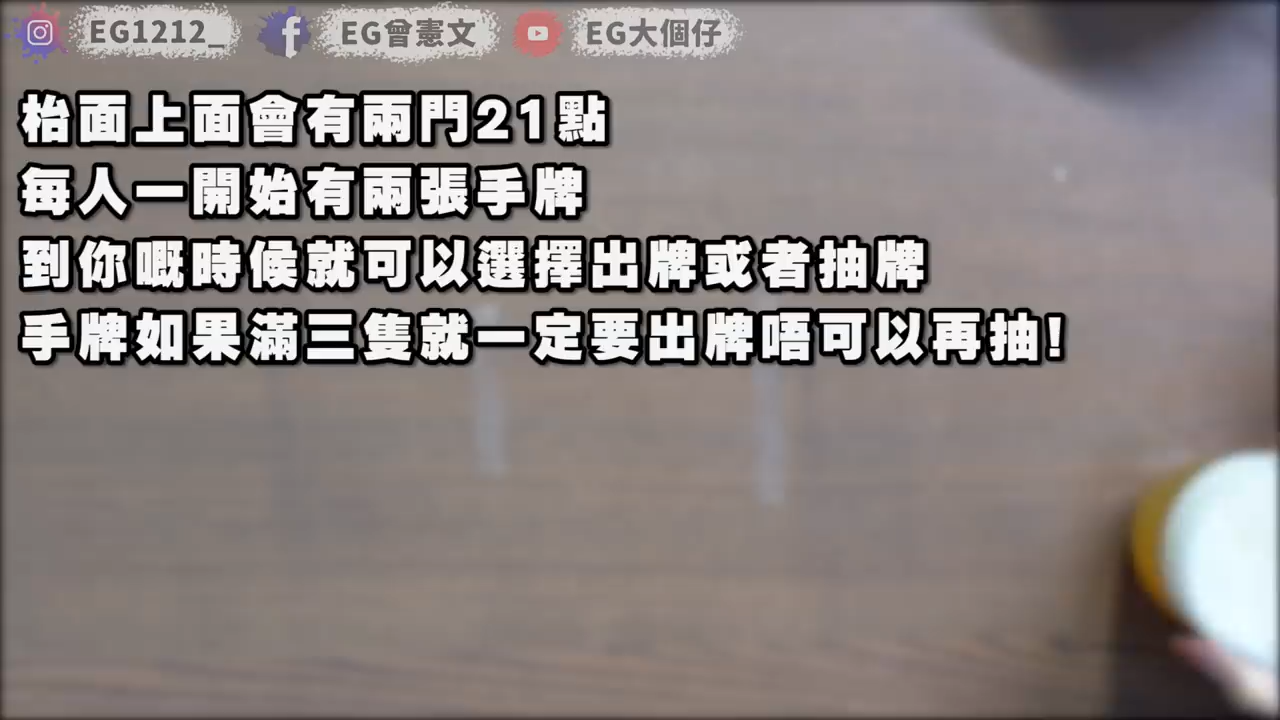 EG1212_ EG曾憲文 EG大個仔
枱面上面會有兩門21點
每人一開始有兩張手牌
到你嘅時候就可以選擇出牌或者抽牌
手牌如果滿三隻就一定要出牌唔可以再抽!